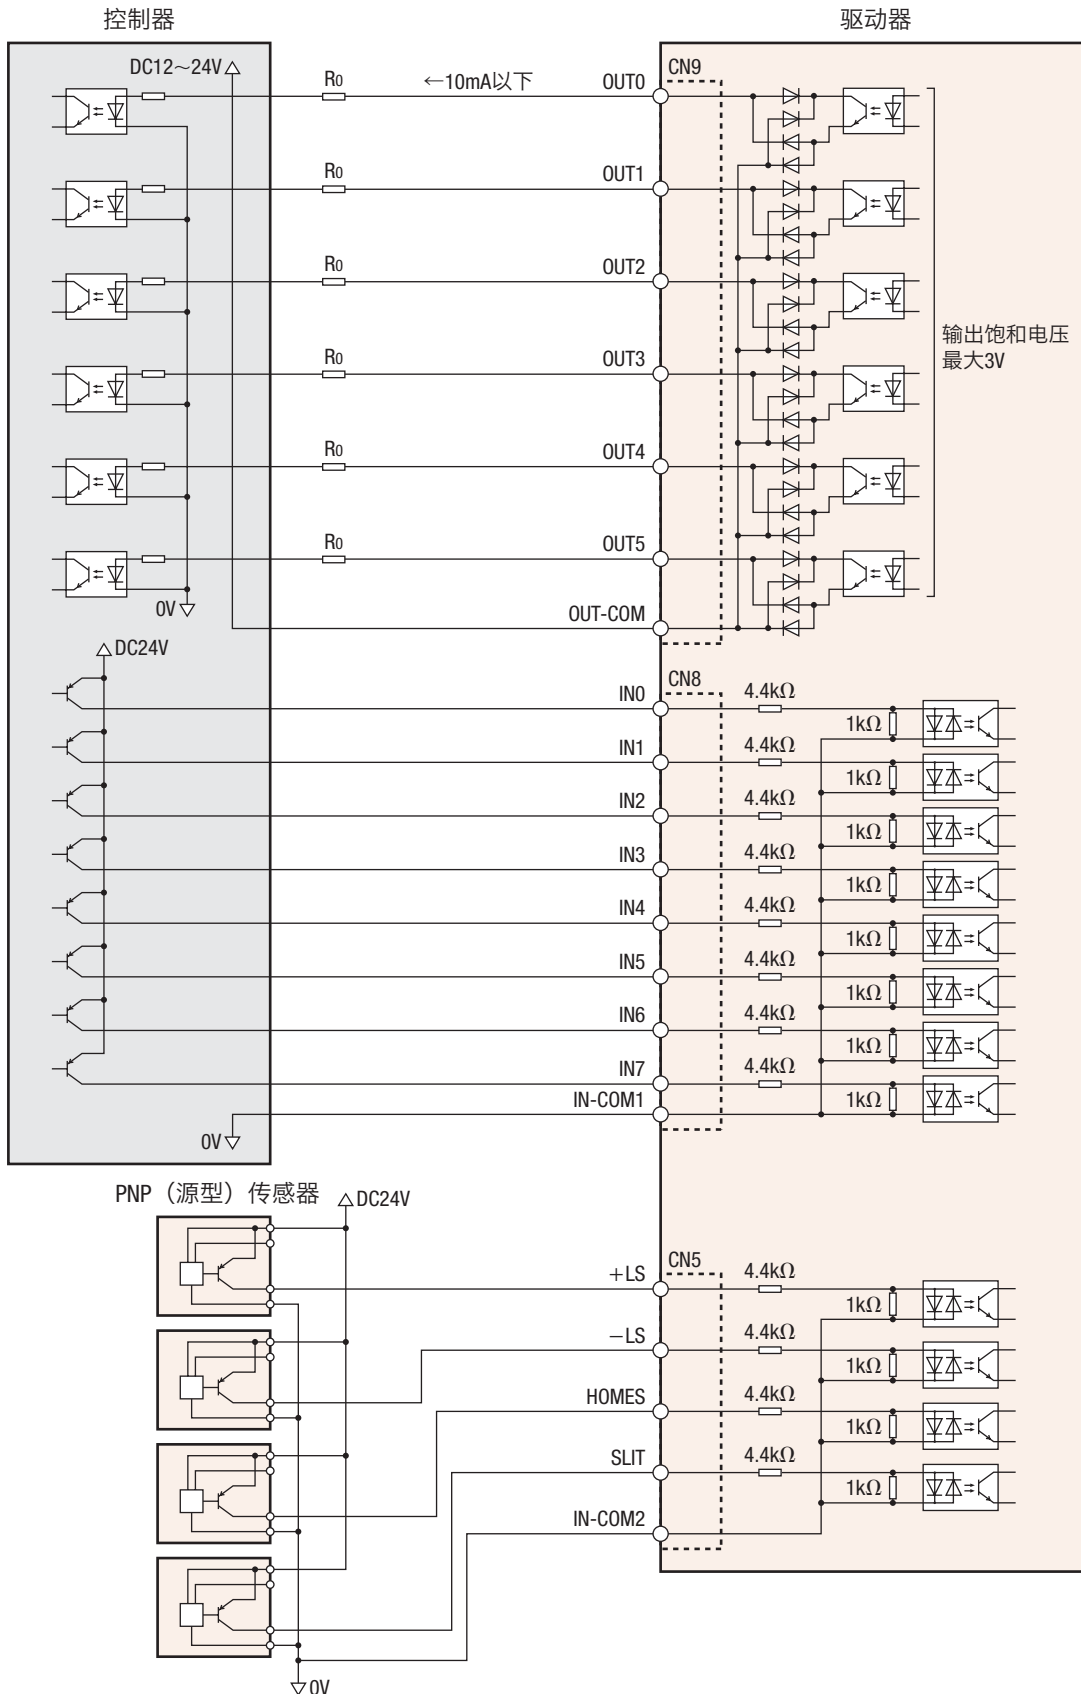 控制器
驱动器
DC12～24V
R0
←10mA以下
OUT0
CN9
R0
OUT1
R0
OUT2
输出饱和电压
最大3V
R0
OUT3
R0
OUT4
R0
OUT5
0V
OUT-COM
DC24V
CN8
IN0
4.4kΩ
1kΩ
IN1
4.4kΩ
1kΩ
IN2
4.4kΩ
1kΩ
IN3
4.4kΩ
1kΩ
IN4
4.4kΩ
1kΩ
IN5
4.4kΩ
1kΩ
IN6
4.4kΩ
1kΩ
IN7
4.4kΩ
1kΩ
IN-COM1
0V
PNP（源型）传感器
DC24V
CN5
+LS
4.4kΩ
1kΩ
−LS
4.4kΩ
1kΩ
HOMES
4.4kΩ
1kΩ
SLIT
4.4kΩ
1kΩ
IN-COM2
0V